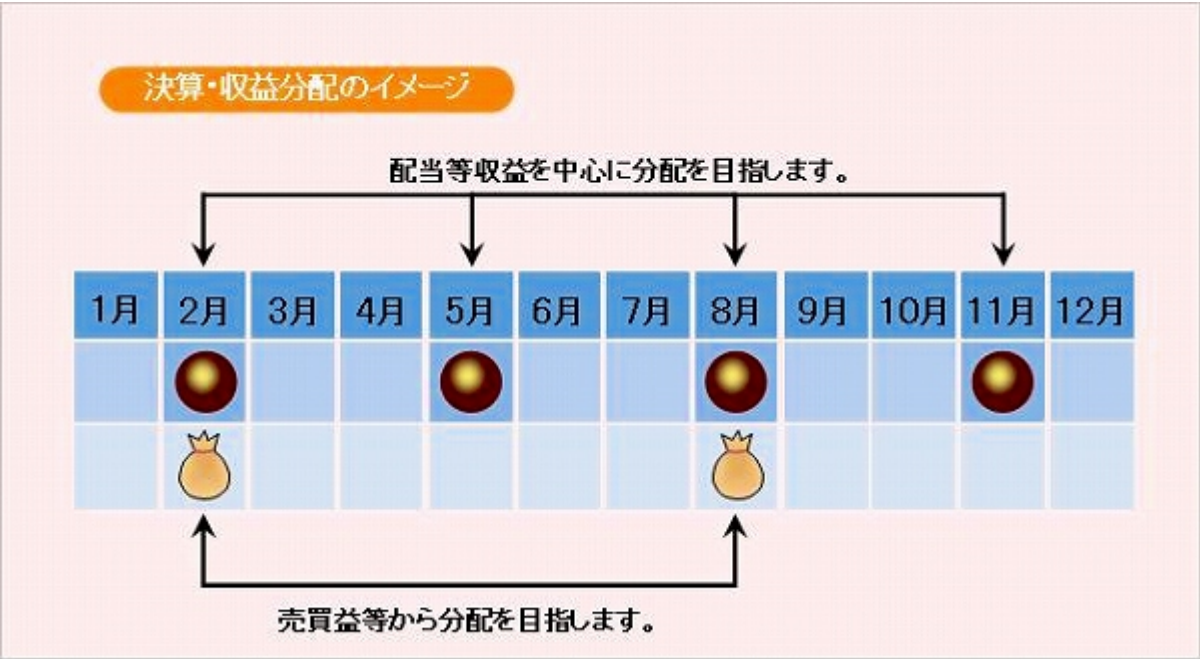 決算・収益分配のイメージ
配当等収益を中心に分配を目指します。
1月 2月 3月 4月 5月 6月 7月 8月 9月 10月 11月 12月
売買益等から分配を目指します。